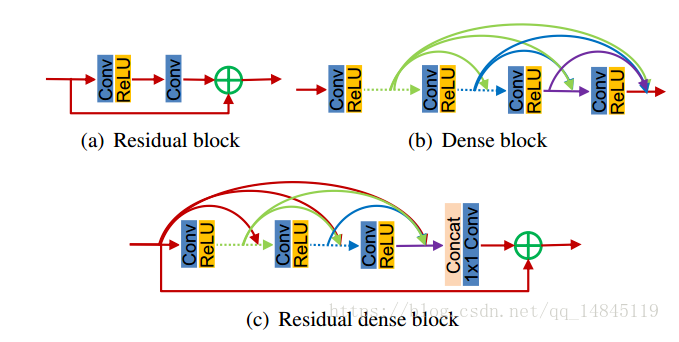 Conv
ReLU
Conv
(a) Residual block
Conv
ReLU
Conv
ReLU
Conv
ReLU
Conv
ReLU
(b) Dense block
Conv
ReLU
Conv
ReLU
Conv
ReLU
Concat
1x1 Conv
https://blog.csdn.net/qq_14845119
(c) Residual dense block